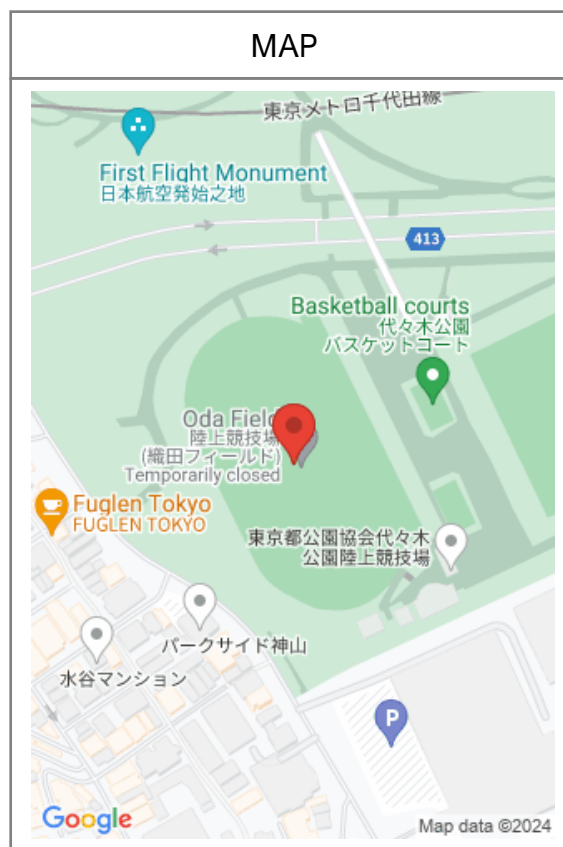 MAP
東京メトロ千代田線
First Flight Monument
日本航空発始之地
413
Basketball courts
代々木公園
バスケットコート
Oda Field
陸上競技場
(織田フィールド)
Temporarily closed
Fuglen Tokyo
FUGLEN TOKYO
東京都公園協会代々木
公園陸上競技場
パークサイド神山
水谷マンション
P
Google
Map data ©2024